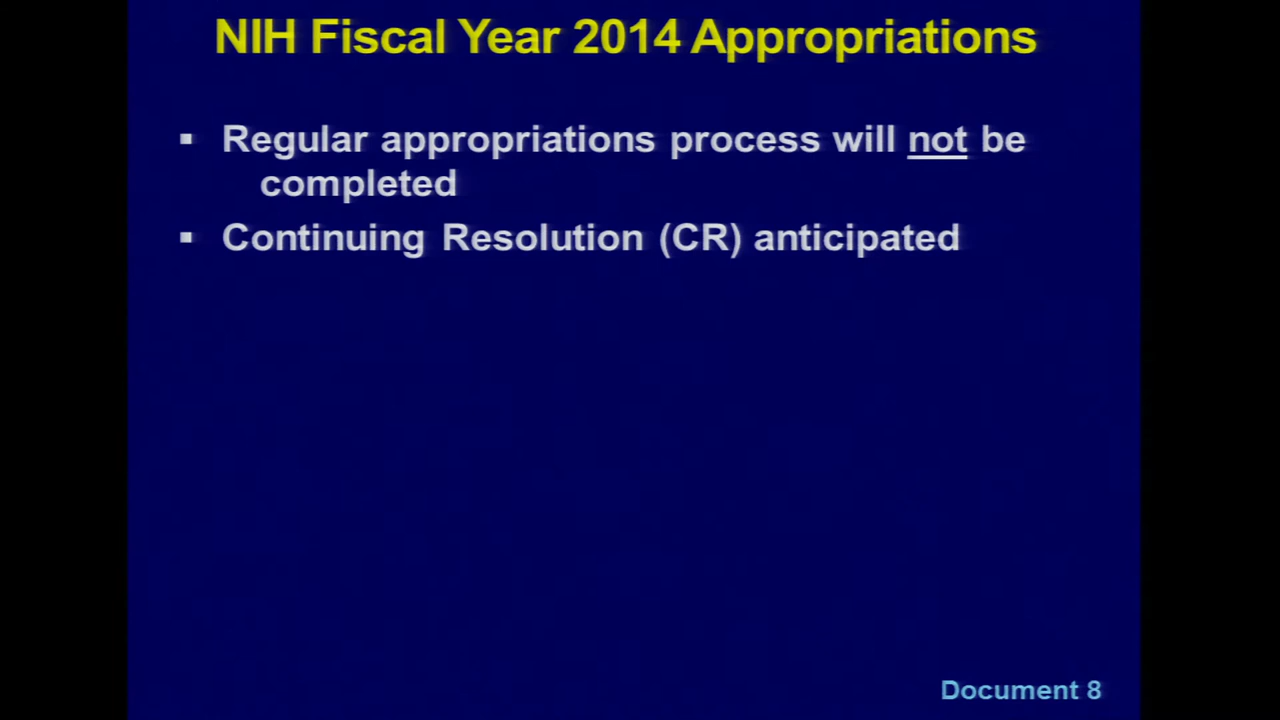 NIH Fiscal Year 2014 Appropriations
▪ Regular appropriations process will not be
completed
▪ Continuing Resolution (CR) anticipated
Document 8